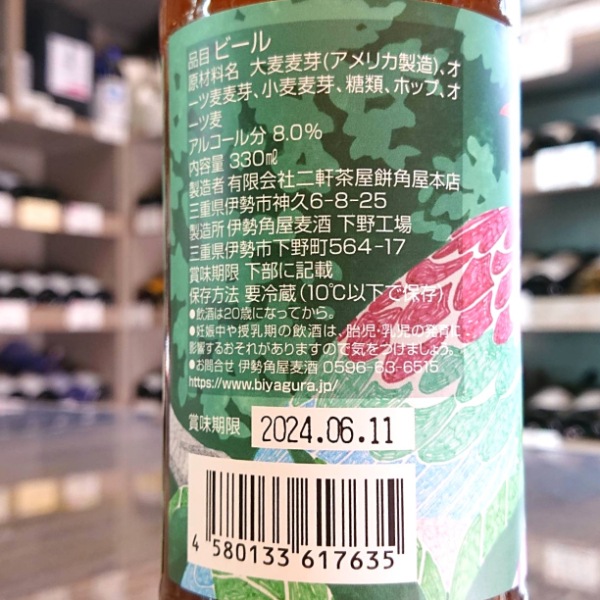 品目 ビール
原材料名 大麦麦芽(アメリカ製造)、オ
ーツ麦麦芽、小麦麦芽、糖類、ホップ、オ
ーツ麦
アルコール分 8.0%
内容量 330㎖
製造者 有限会社二軒茶屋餅角屋本店
三重県伊勢市神久6-8-25
製造所 伊勢角屋麦酒 下野工場
三重県伊勢市下野町564-17
賞味期限 下部に記載
保存方法 要冷蔵(10℃以下で保存)
●飲酒は20歳になってから。
●妊娠中や授乳期の飲酒は、胎児・乳児の発育に
影響するおそれがありますので気をつけましょう。
●お問合せ 伊勢角屋麦酒 0596-63-6515
https://www.biyagura.jp/
賞味期限 2024.06.11
4 580133 617635